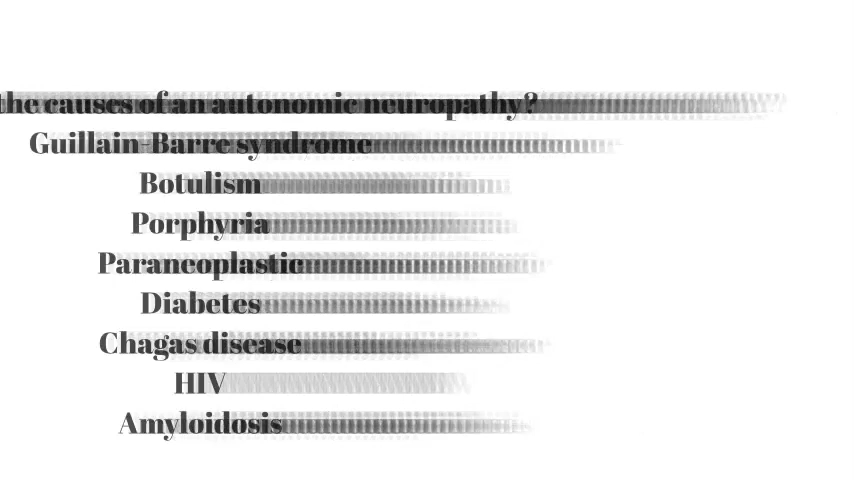 the causes of an autonomic neuropathy?
Guillain-Barre syndrome
Botulism
Porphyria
Paraneoplastic
Diabetes
Chagas disease
HIV
Amyloidosis